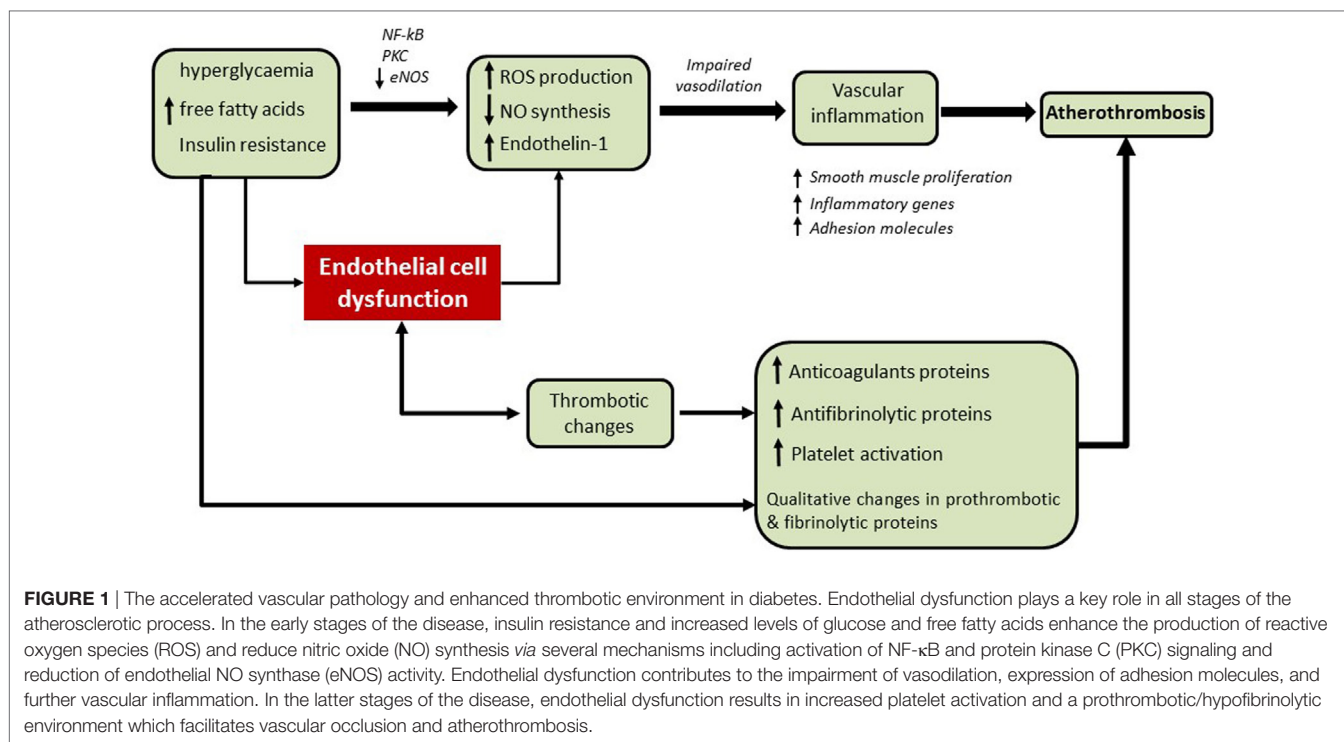 NF-kB
PKC
↓ eNOS
hyperglycaemia
↑ free fatty acids
Insulin resistance
↑ ROS production
↓ NO synthesis
↑ Endothelin-1
Impaired
vasodilation
Vascular
inflammation
Atherothrombosis
↑ Smooth muscle proliferation
↑ Inflammatory genes
↑ Adhesion molecules
Endothelial cell
dysfunction
Thrombotic
changes
↑ Anticoagulants proteins
↑ Antifibrinolytic proteins
↑ Platelet activation
Qualitative changes in prothrombotic
& fibrinolytic proteins
FIGURE 1 | The accelerated vascular pathology and enhanced thrombotic environment in diabetes. Endothelial dysfunction plays a key role in all stages of the
atherosclerotic process. In the early stages of the disease, insulin resistance and increased levels of glucose and free fatty acids enhance the production of reactive
oxygen species (ROS) and reduce nitric oxide (NO) synthesis via several mechanisms including activation of NF-κB and protein kinase C (PKC) signaling and
reduction of endothelial NO synthase (eNOS) activity. Endothelial dysfunction contributes to the impairment of vasodilation, expression of adhesion molecules, and
further vascular inflammation. In the latter stages of the disease, endothelial dysfunction results in increased platelet activation and a prothrombotic/hypofibrinolytic
environment which facilitates vascular occlusion and atherothrombosis.